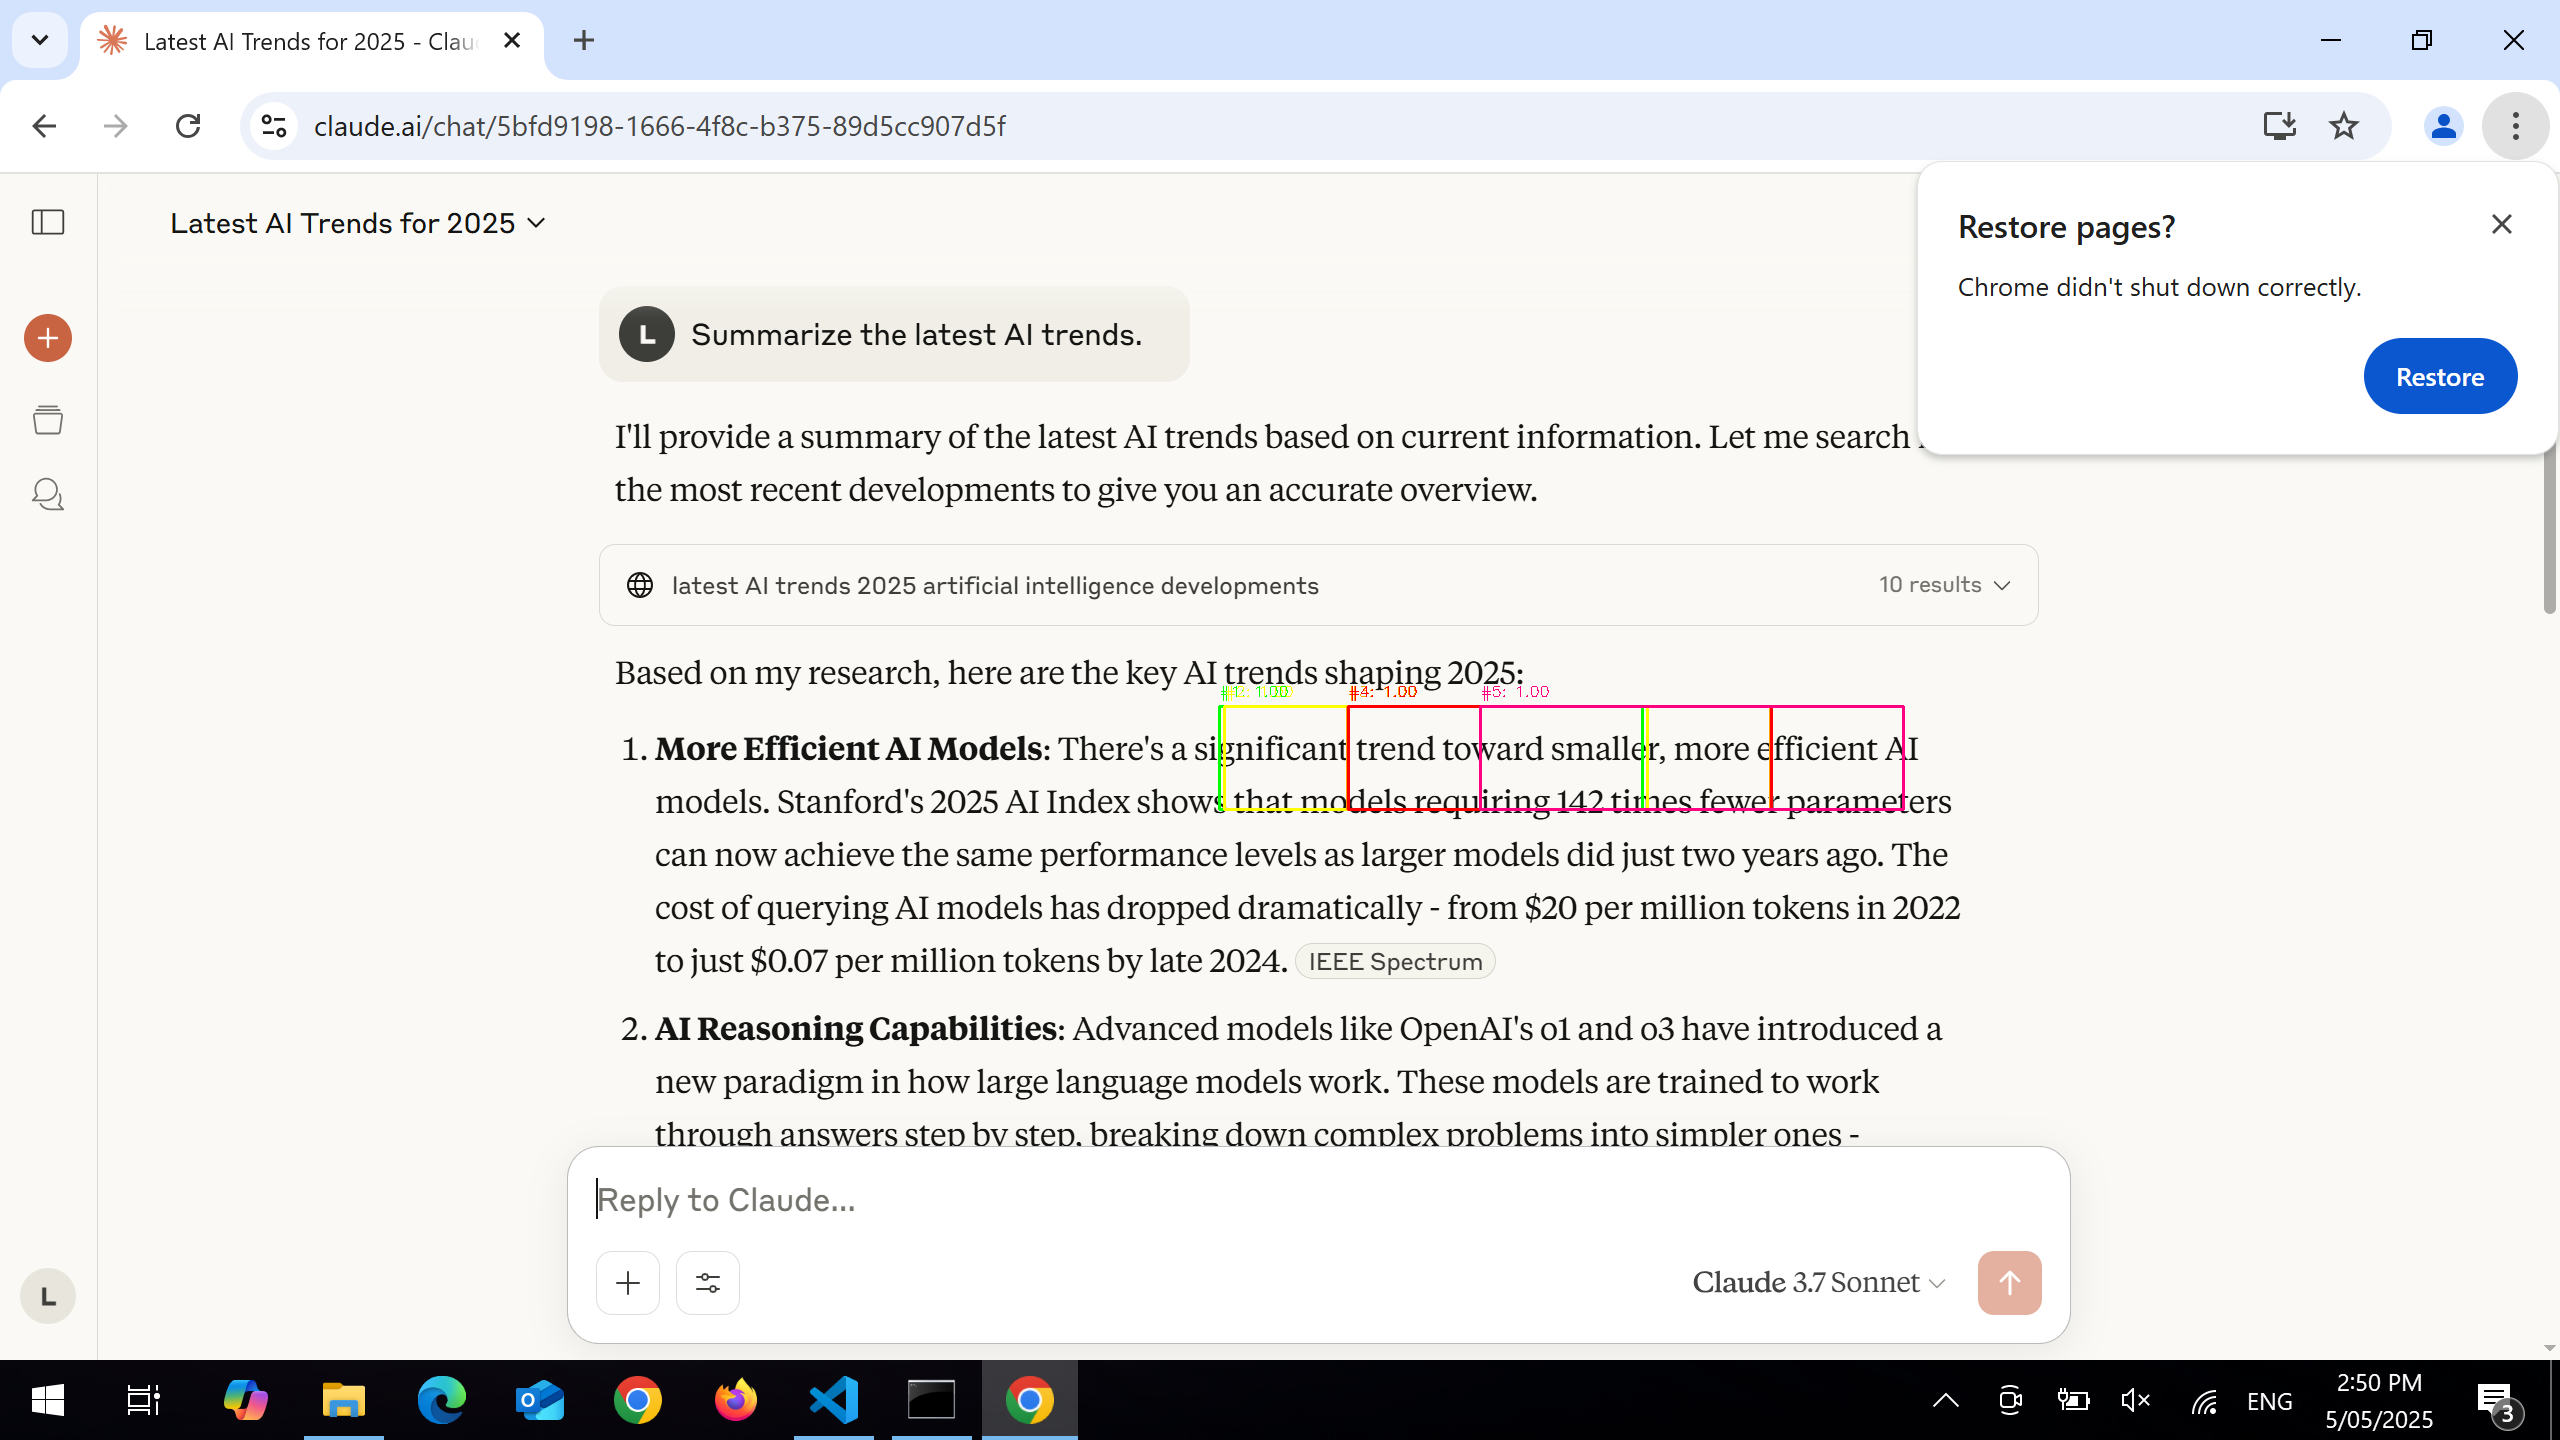 Latest AI Trends for 2025 - Clau
claude.ai/chat/5bfd9198-1666-4f8c-b375-89d5cc907d5f
Restore pages?
Chrome didn't shut down correctly.
Restore
Latest AI Trends for 2025
L
Summarize the latest AI trends.
I'll provide a summary of the latest AI trends based on current information. Let me search
the most recent developments to give you an accurate overview.
latest AI trends 2025 artificial intelligence developments
10 results
Based on my research, here are the key AI trends shaping 2025:
#4: 1.00
#5: 1.00
1. More Efficient AI Models: There's a significant trend toward smaller, more efficient AI
models. Stanford's 2025 AI Index shows that models requiring 142 times fewer parameters
can now achieve the same performance levels as larger models did just two years ago. The
cost of querying AI models has dropped dramatically - from $20 per million tokens in 2022
to just $0.07 per million tokens by late 2024. IEEE Spectrum
2. AI Reasoning Capabilities: Advanced models like OpenAI's o1 and o3 have introduced a
new paradigm in how large language models work. These models are trained to work
through answers step by step, breaking down complex problems into simpler ones -
Reply to Claude...
Claude 3.7 Sonnet
L
ENG
2:50 PM
5/05/2025
3